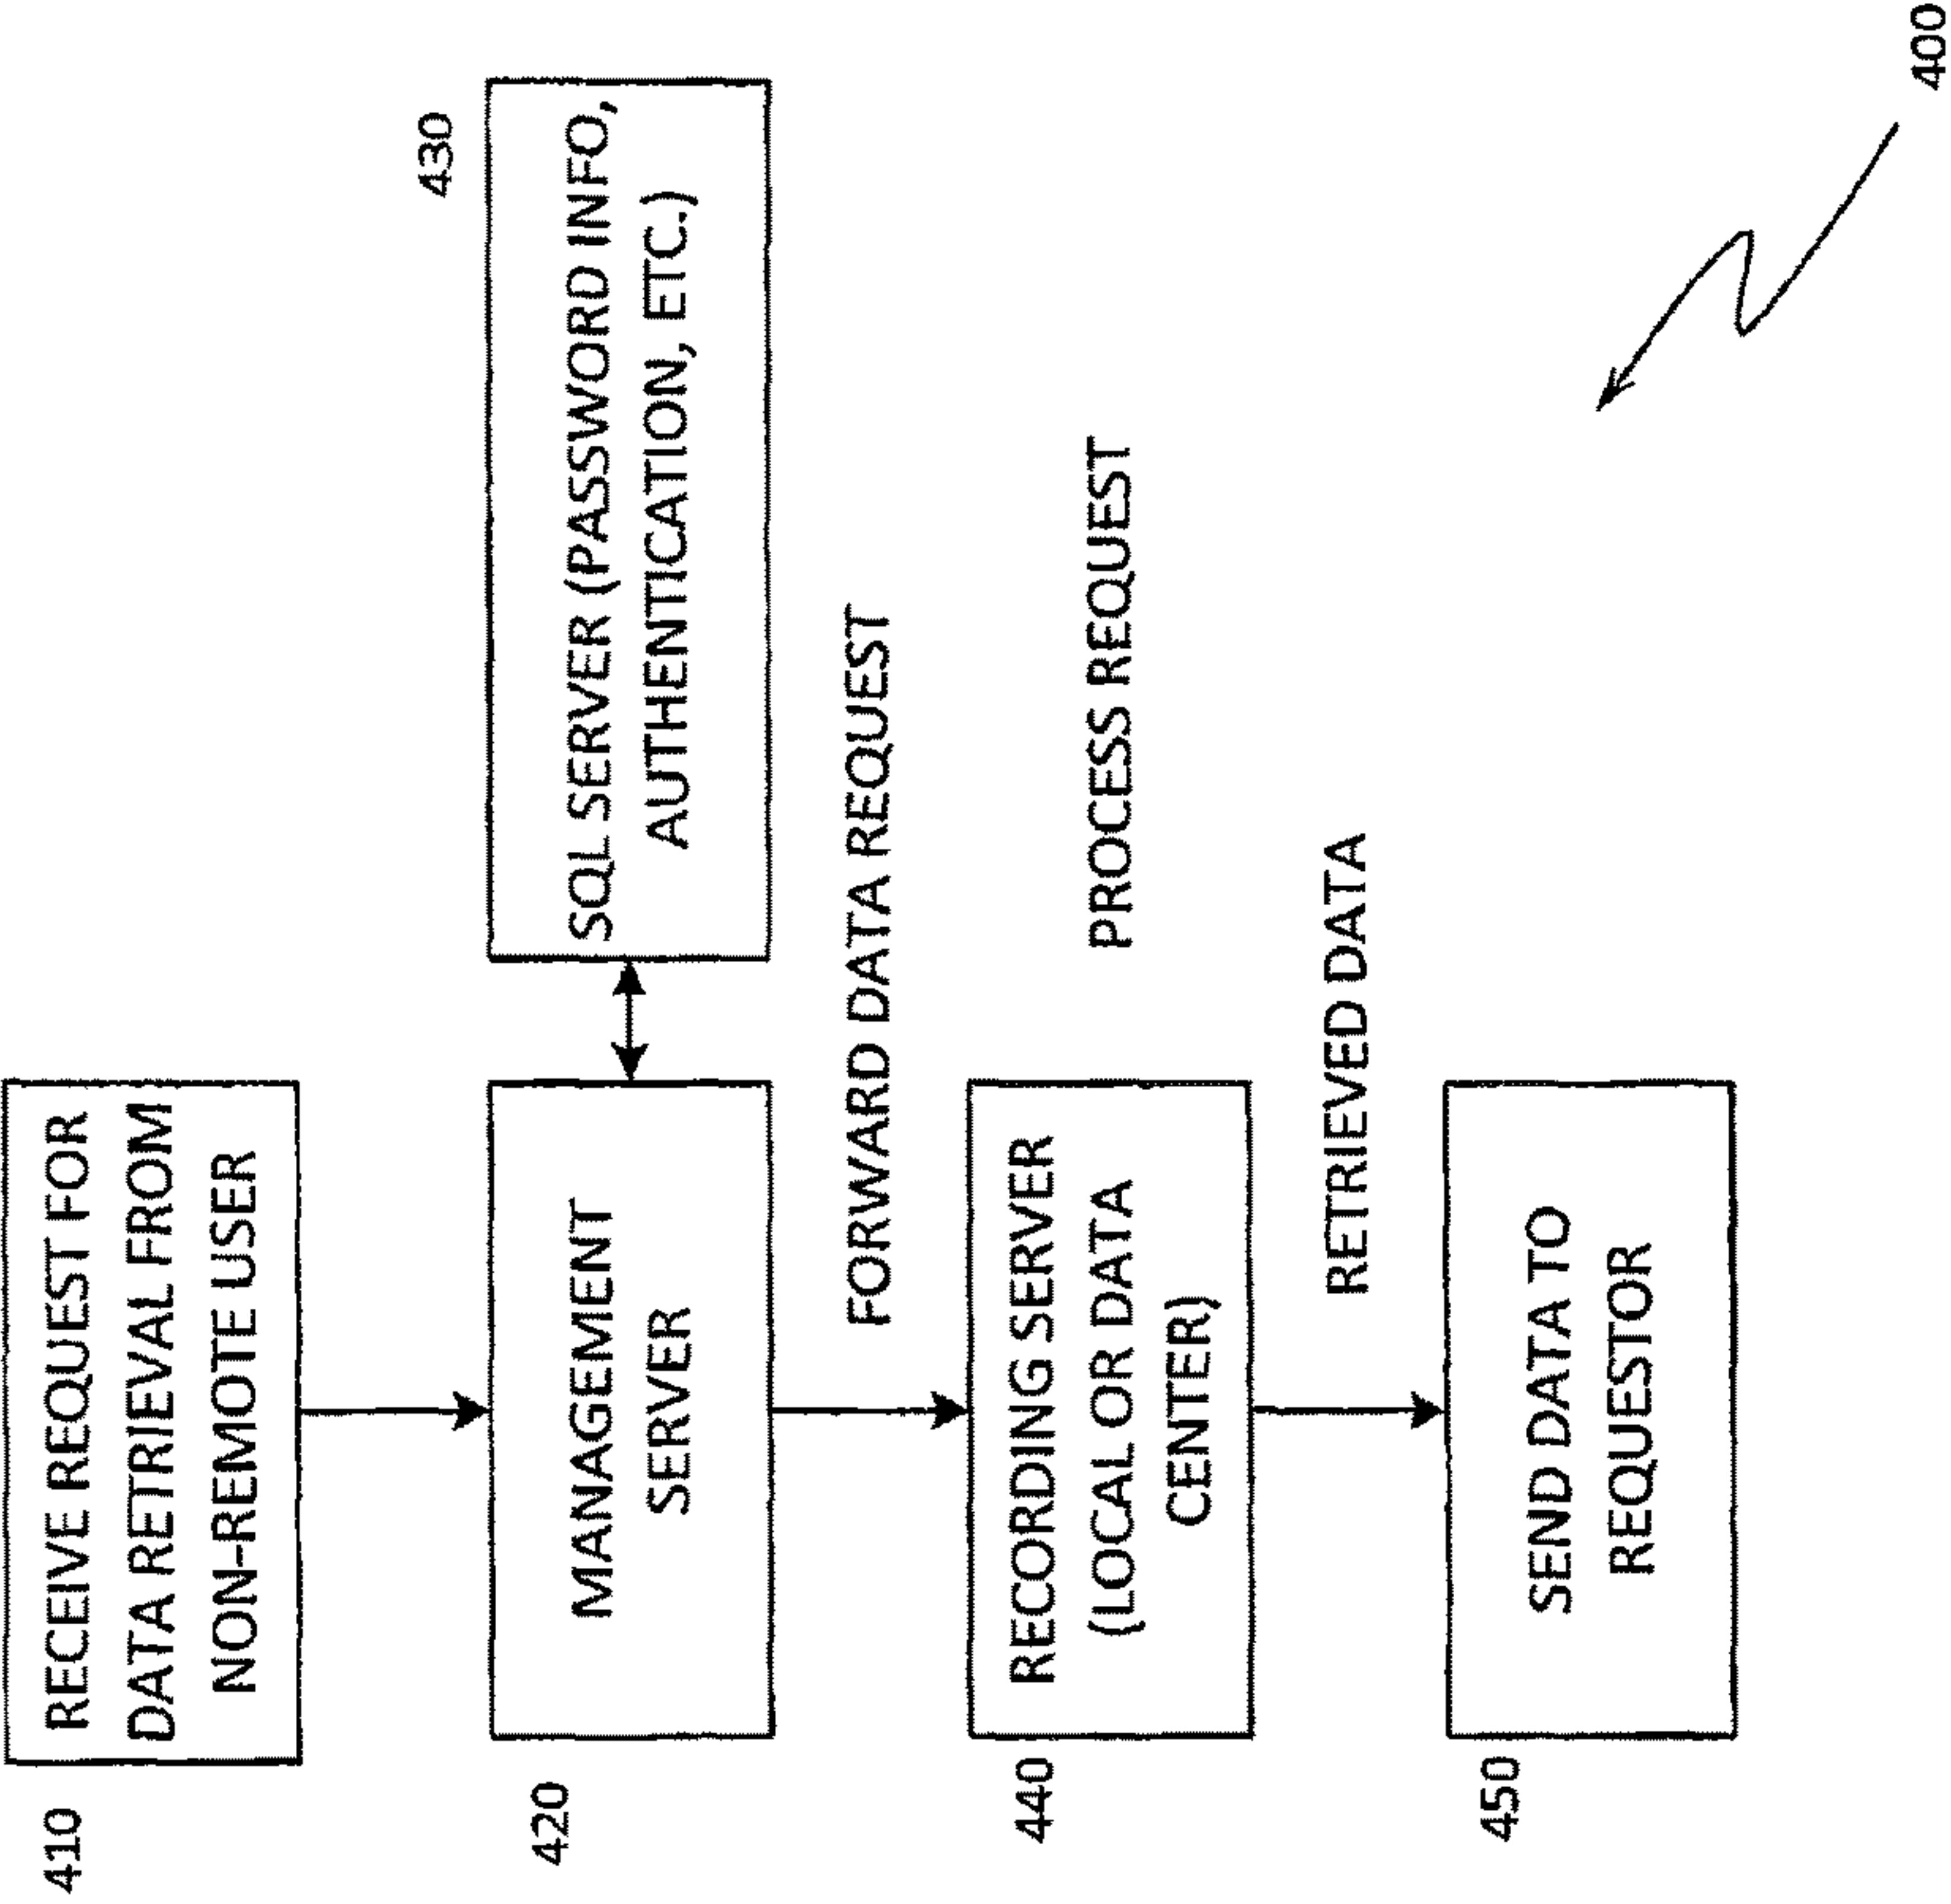 410
RECEIVE REQUEST FOR
DATA RETRIEVAL FROM
NON-REMOTE USER
420
MANAGEMENT
SERVER
430
SQL SERVER (PASSWORD INFO,
AUTHENTICATION, ETC.)
FORWARD DATA REQUEST
440
RECORDING SERVER
(LOCAL OR DATA
CENTER)
PROCESS REQUEST
RETRIEVED DATA
450
SEND DATA TO
REQUESTOR
400